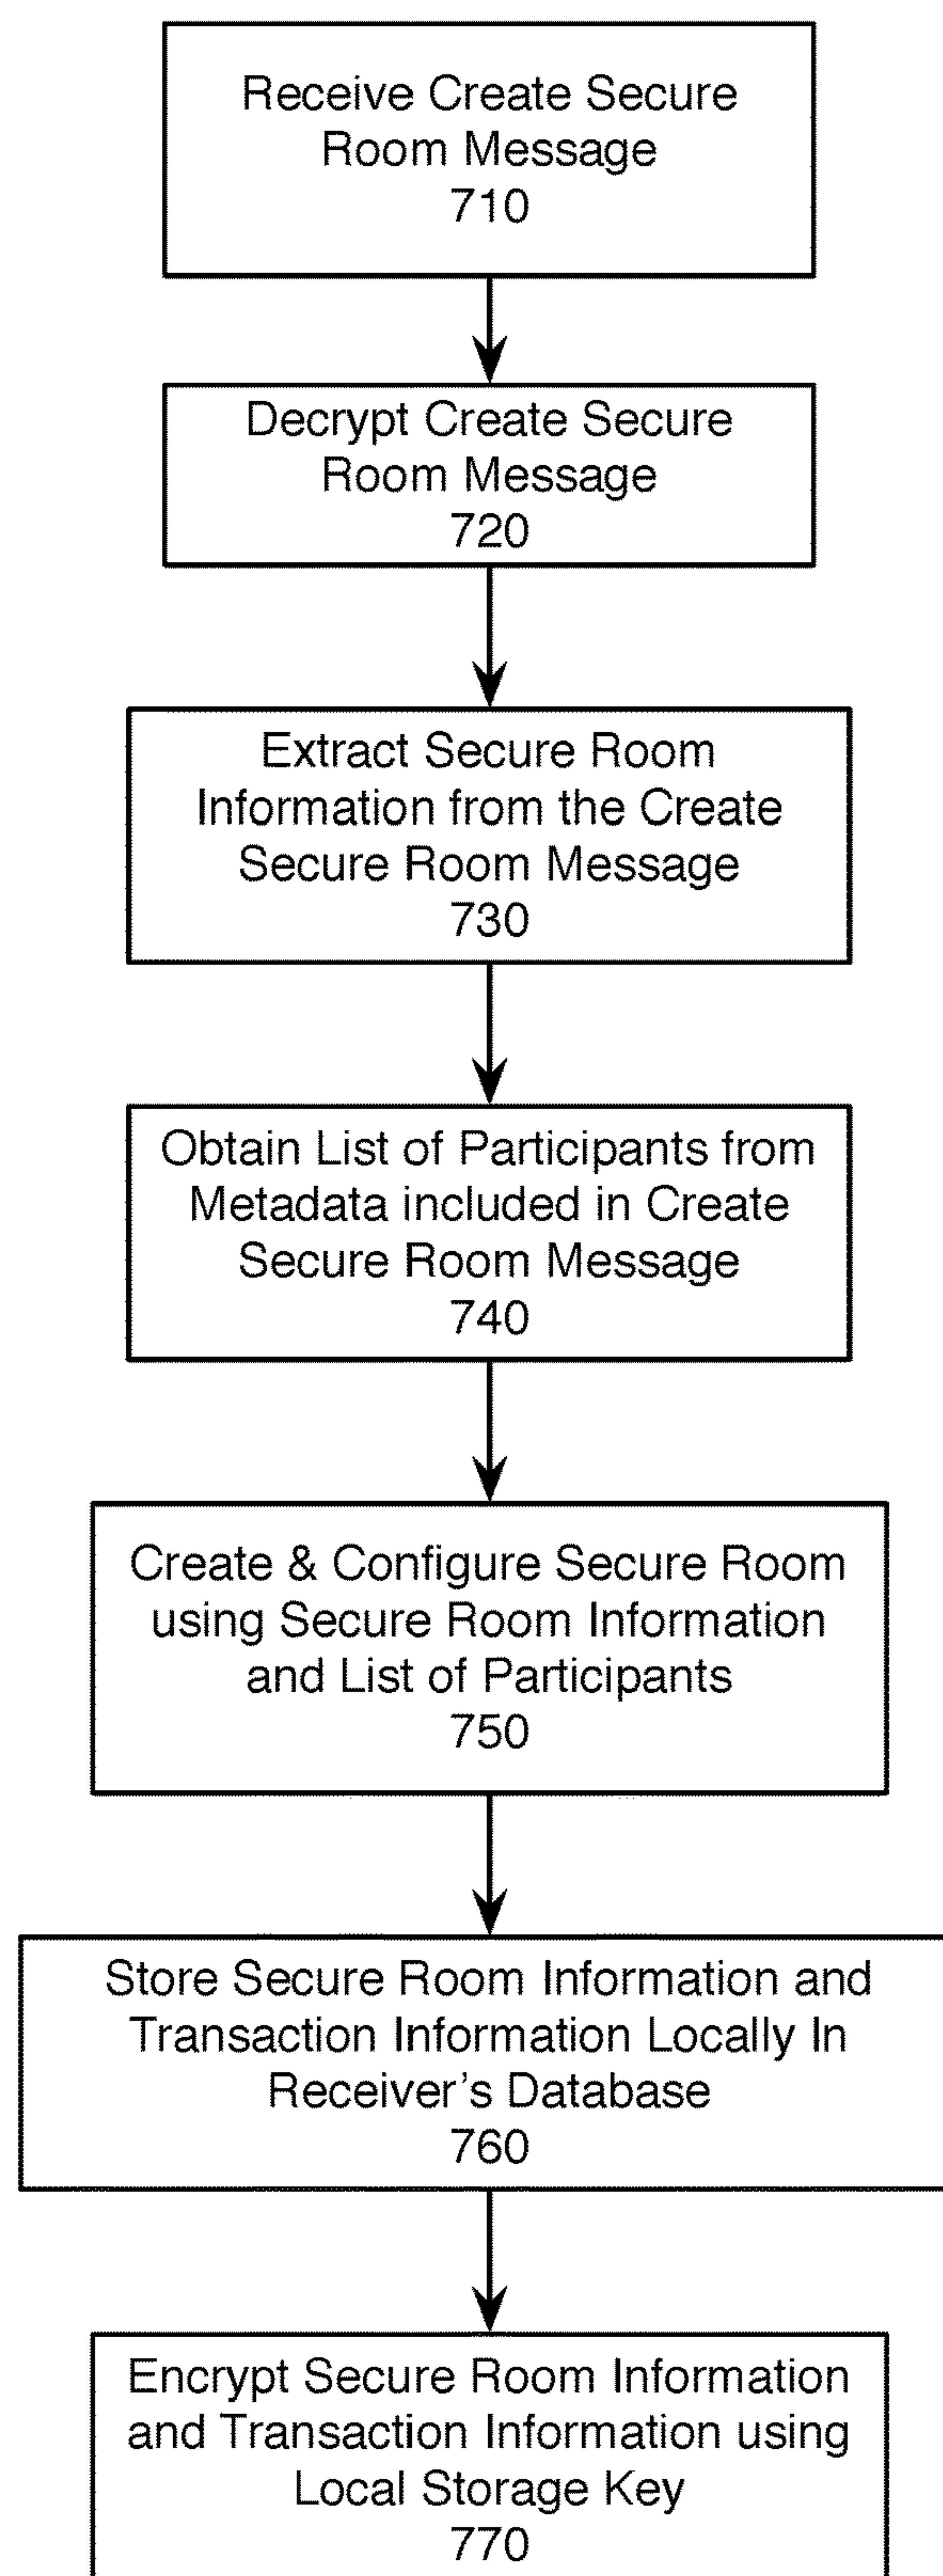 Receive Create Secure
Room Message
710
Decrypt Create Secure
Room Message
720
Extract Secure Room
Information from the Create
Secure Room Message
730
Obtain List of Participants from
Metadata included in Create
Secure Room Message
740
Create & Configure Secure Room
using Secure Room Information
and List of Participants
750
Store Secure Room Information and
Transaction Information Locally In
Receiver’s Database
760
Encrypt Secure Room Information
and Transaction Information using
Local Storage Key
770